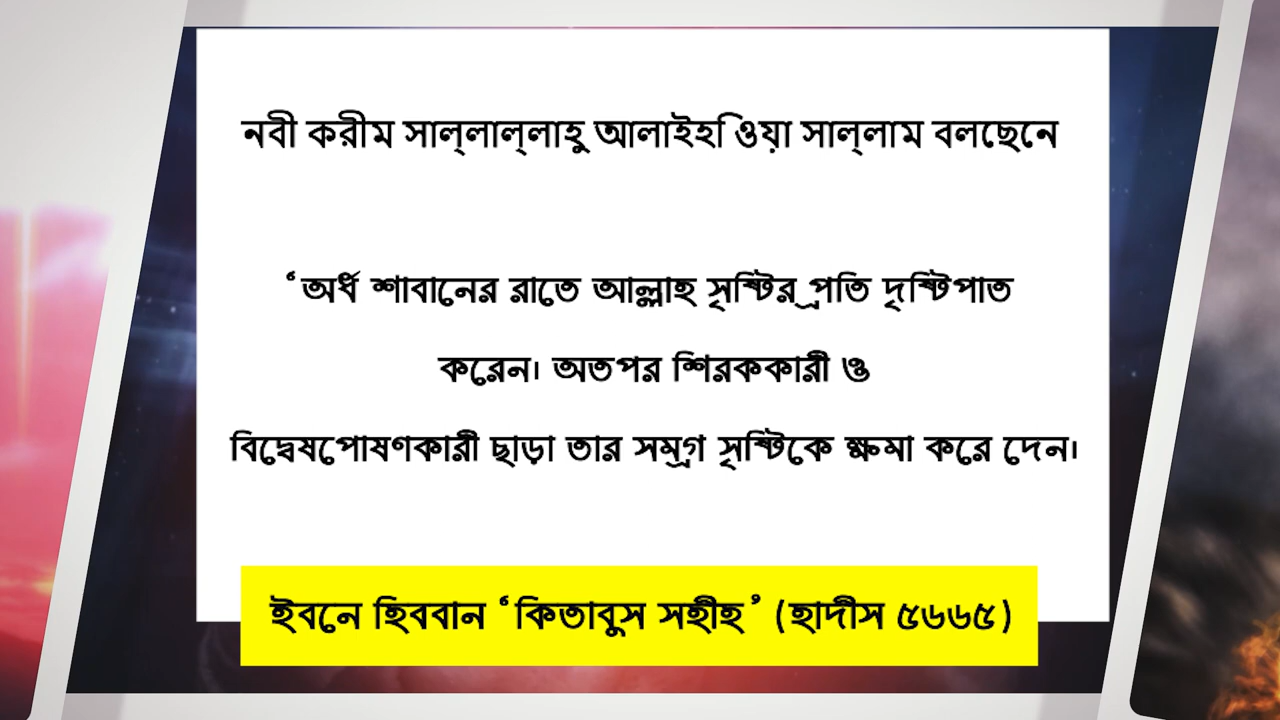 নবী করীম সাল্‌লাল্‌লাহু আলাইহি ওয়া সাল্‌লাম বলছেনে
‘অর্ধ শাবানের রাতে আল্লাহ সৃষ্টির প্রতি দৃষ্টিপাত
করেন। অতপর শিরককারী ও
বিদ্বেষপোষণকারী ছাড়া তার সমগ্র সৃষ্টিকে ক্ষমা করে দেন।
ইবনে হিববান ‘কিতাবুস সহীহ’ (হাদীস ৫৬৬৫)